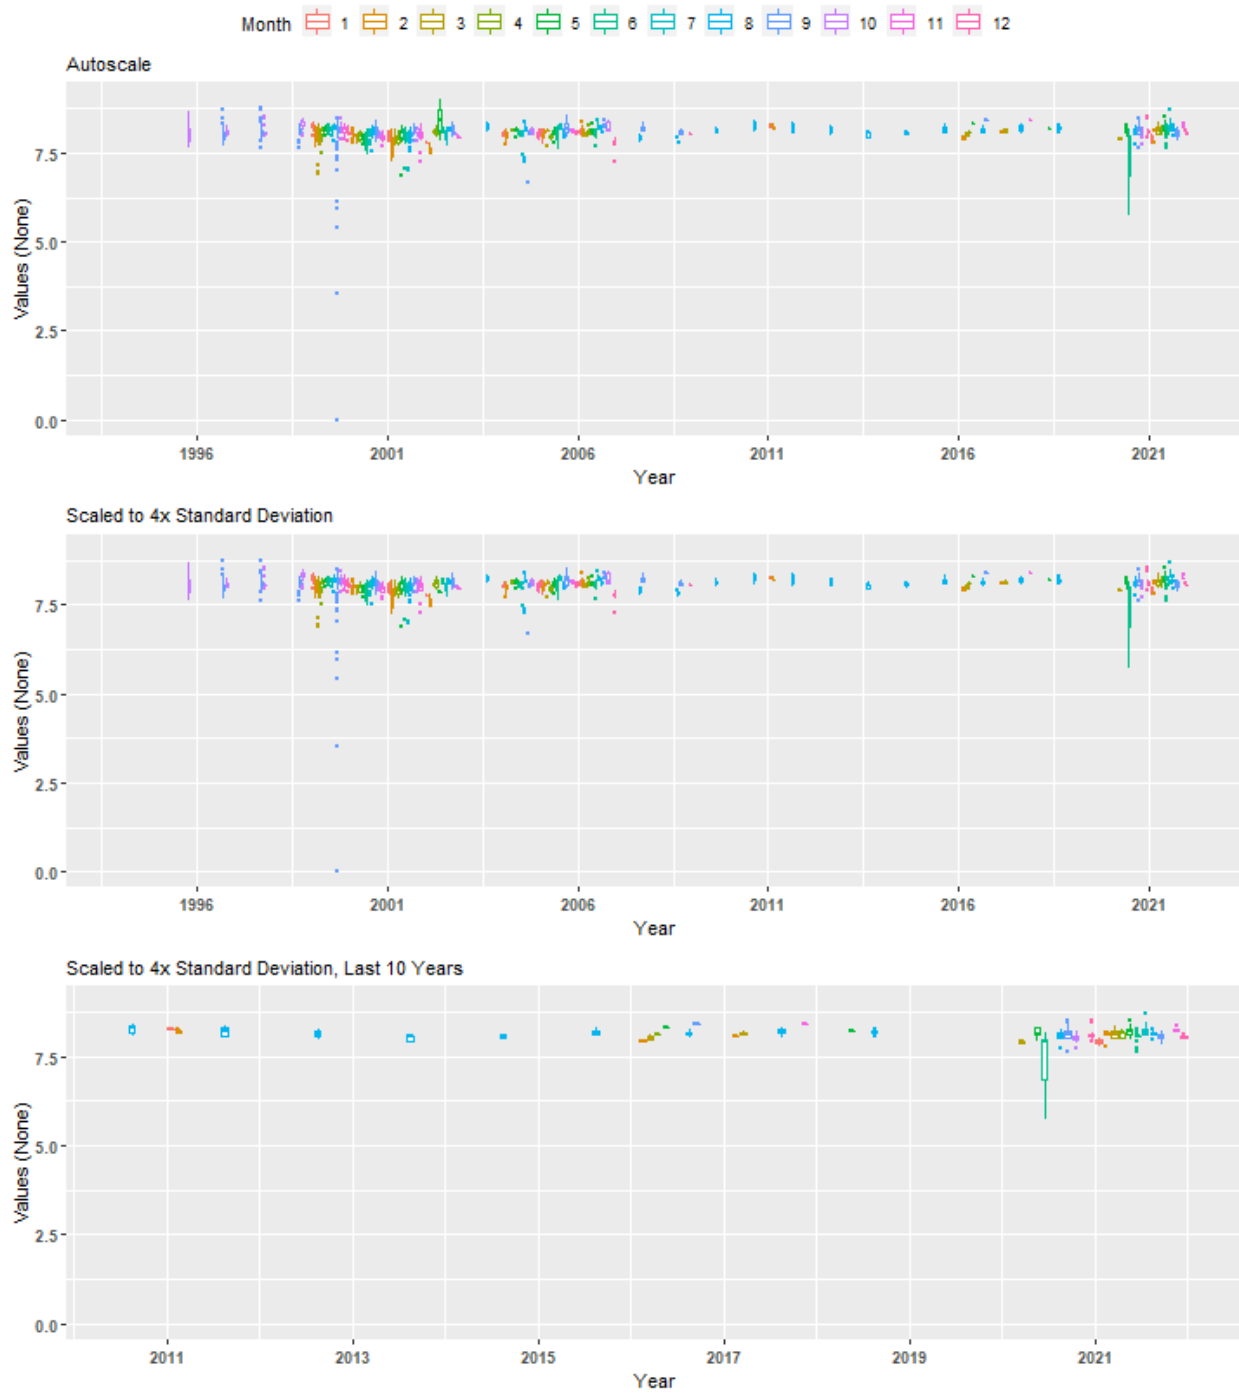 Month 1 2 3 4 5 6 7 8 9 10 11 12
Autoscale
Values (None)
7.5
5.0
2.5
0.0
1996 2001 2006 2011 2016 2021
Year
Scaled to 4x Standard Deviation
Values (None)
7.5
5.0
2.5
0.0
1996 2001 2006 2011 2016 2021
Year
Scaled to 4x Standard Deviation, Last 10 Years
Values (None)
7.5
5.0
2.5
0.0
2011 2013 2015 2017 2019 2021
Year